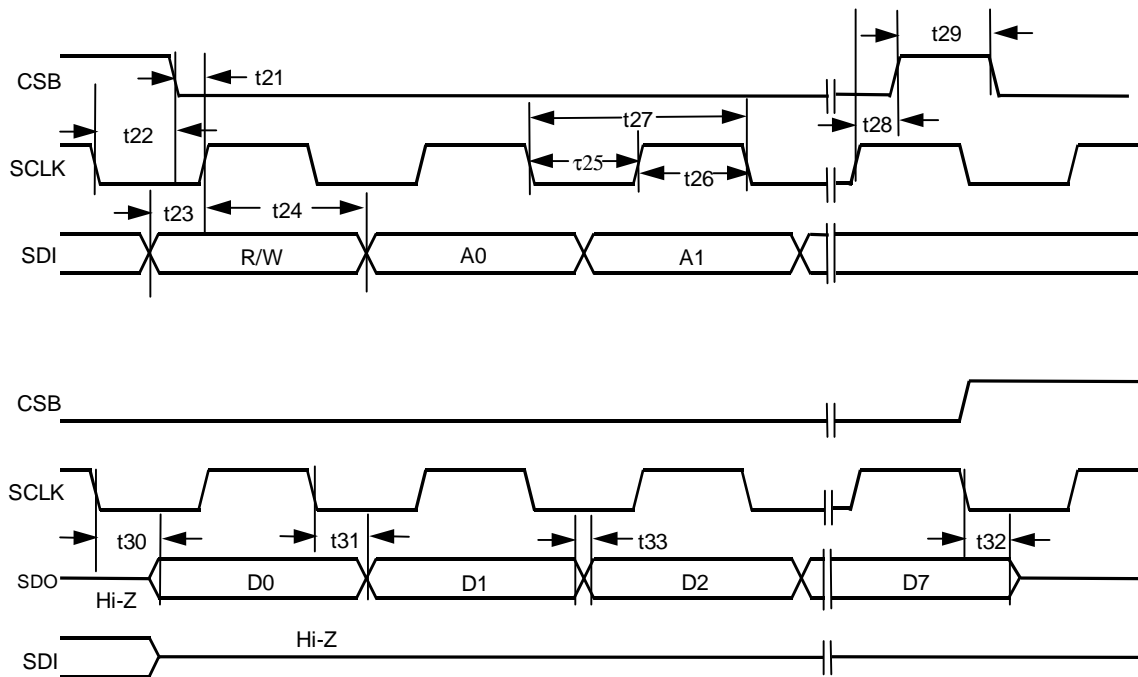 t29
CSB
t21
t27
t22
t28
SCLK
τ25
t26
t23
t24
SDI
R/W
A0
A1
CSB
SCLK
t30
t31
t33
t32
SDO
D0
D1
D2
D7
Hi-Z
Hi-Z
SDI